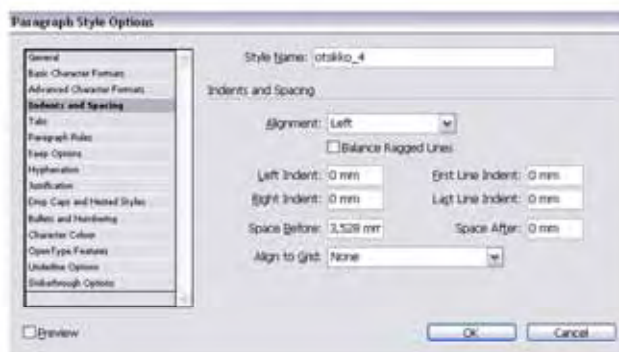 Paragraph Style Options
General
Basic Character Formats
Advanced Character Formats
Indents and Spacing
Tabs
Paragraph Rules
Keep Options
Hyphenation
Justification
Drop Caps and Nested Styles
Bullets and Numbering
Character Colour
OpenType Features
Underline Options
Strikethrough Options
Style Name: otsikko_4
Indents and Spacing
Alignment: Left
Balance Ragged Lines
Left Indent: 0 mm First Line Indent: 0 mm
Right Indent: 0 mm Last Line Indent: 0 mm
Space Before: 3,528 mm Space After: 0 mm
Align to Grid: None
Preview OK Cancel